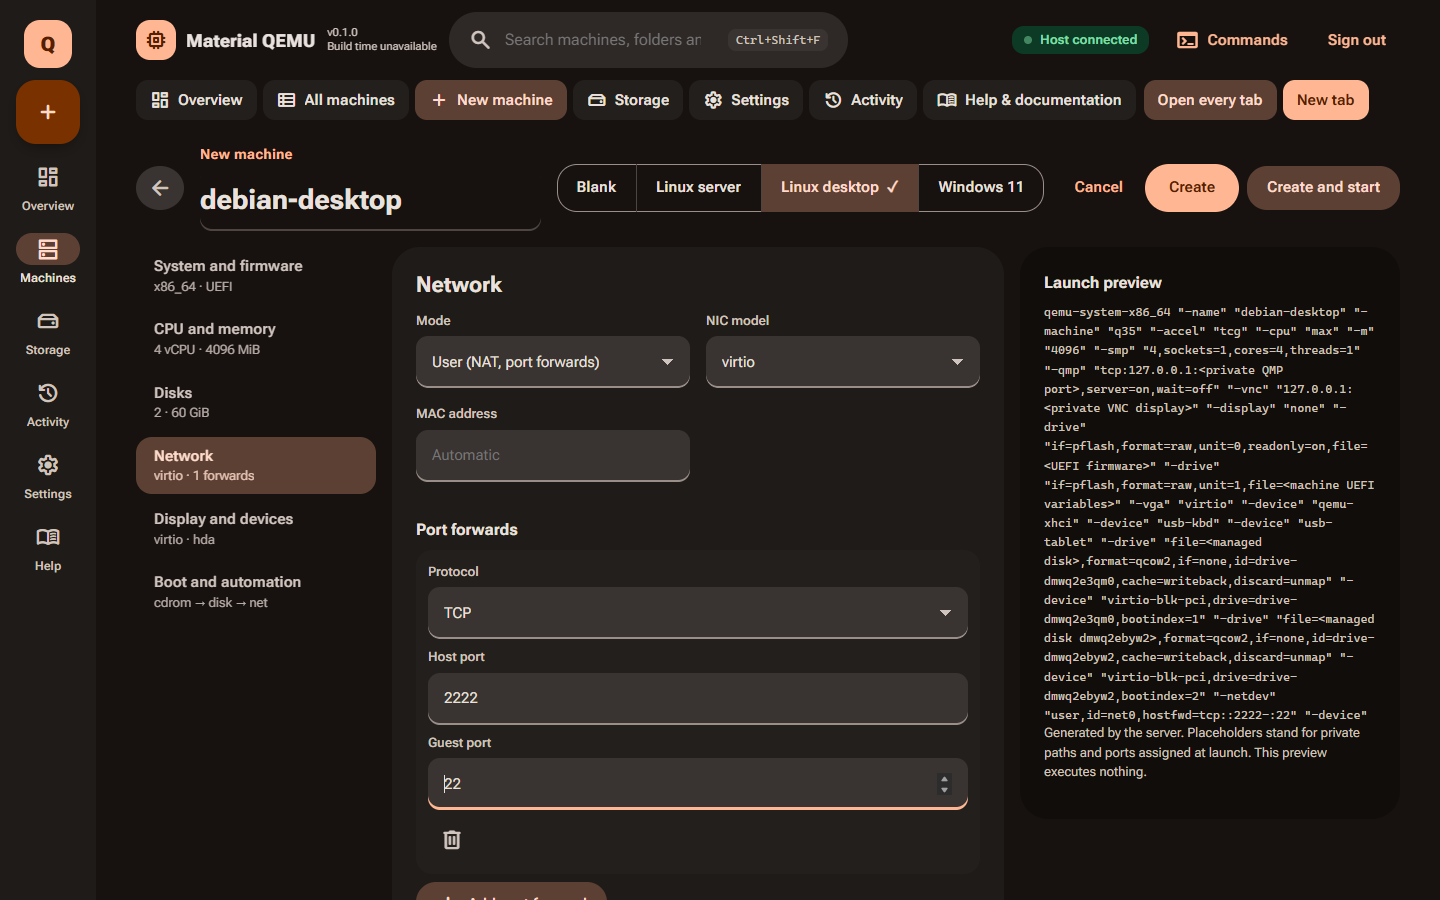 Q
Material QEMU
v0.1.0
Build time unavailable
Search machines, folders an
Ctrl+Shift+F
Host connected
Commands
Sign out
Overview
All machines
New machine
Storage
Settings
Activity
Help & documentation
Open every tab
New tab
Overview
Machines
Storage
Activity
Settings
Help
New machine
debian-desktop
Blank
Linux server
Linux desktop
Windows 11
Cancel
Create
Create and start
System and firmware
x86_64 · UEFI
CPU and memory
4 vCPU · 4096 MiB
Disks
2 · 60 GiB
Network
virtio · 1 forwards
Display and devices
virtio · hda
Boot and automation
cdrom → disk → net
Network
Mode
NIC model
User (NAT, port forwards)
virtio
MAC address
Automatic
Port forwards
Protocol
TCP
Host port
2222
Guest port
22
Launch preview
qemu-system-x86_64 "-name" "debian-desktop" "-
machine" "q35" "-accel" "tcg" "-cpu" "max" "-m"
"4096" "-smp" "4,sockets=1,cores=4,threads=1"
"-qmp" "tcp:127.0.0.1:<private QMP
port>,server=on,wait=off" "-vnc" "127.0.0.1:
<private VNC display>" "-display" "none" "-
drive"
"if=pflash,format=raw,unit=0,readonly=on,file=
<UEFI firmware>" "-drive"
"if=pflash,format=raw,unit=1,file=<machine UEFI
variables>" "-vga" "virtio" "-device" "qemu-
xhci" "-device" "usb-kbd" "-device" "usb-
tablet" "-drive" "file=<managed
disk>,format=qcow2,if=none,id=drive-
dmwq2e3qm0,cache=writeback,discard=unmap" "-
device" "virtio-blk-pci,drive=drive-
dmwq2e3qm0,bootindex=1" "-drive" "file=<managed
disk dmwq2ebyw2>,format=qcow2,if=none,id=drive-
dmwq2ebyw2,cache=writeback,discard=unmap" "-
device" "virtio-blk-pci,drive=drive-
dmwq2ebyw2,bootindex=2" "-netdev"
"user,id=net0,hostfwd=tcp::2222-:22" "-device"
Generated by the server. Placeholders stand for private
paths and ports assigned at launch. This preview
executes nothing.